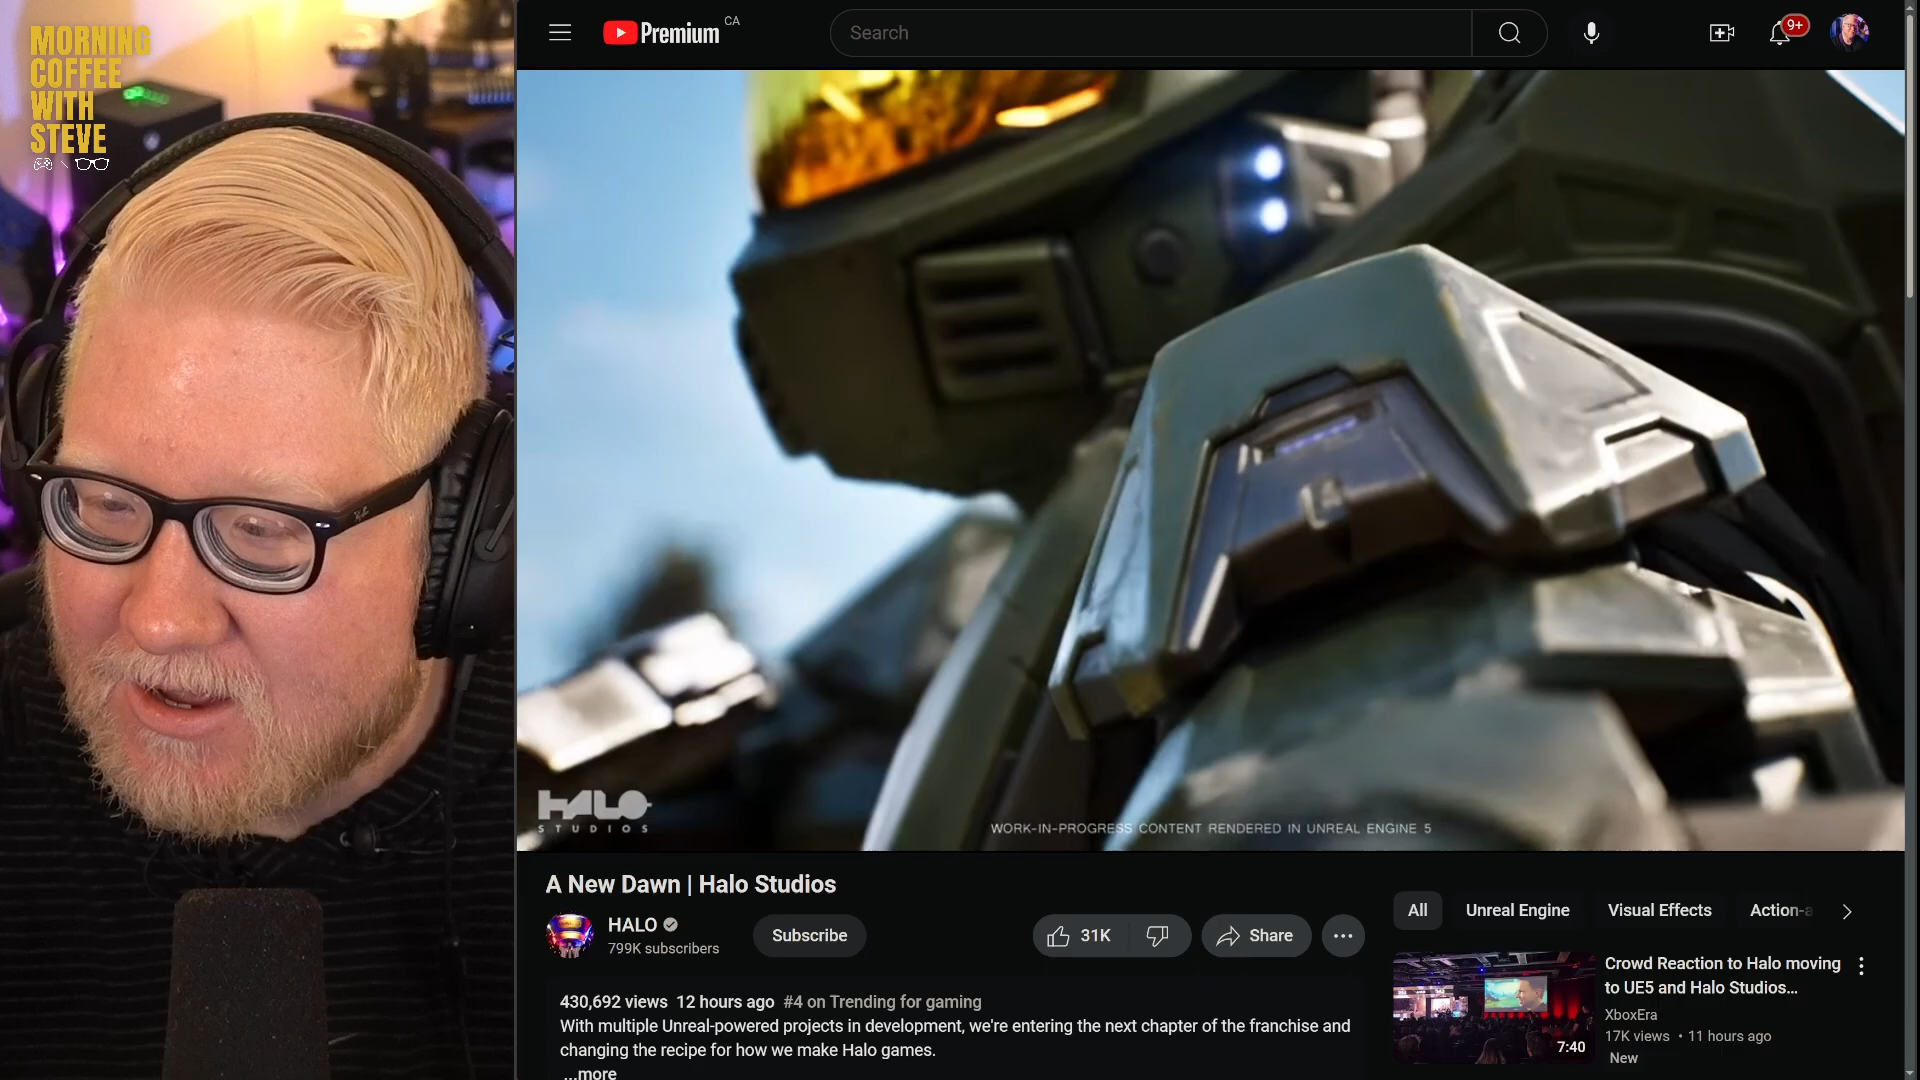 MORNING
COFFEE
WITH
STEVE
Premium
CA
Search
9+
HALO
STUDIOS
WORK-IN-PROGRESS CONTENT RENDERED IN UNREAL ENGINE 5
A New Dawn | Halo Studios
HALO
799K subscribers
Subscribe
31K
Share
430,692 views 12 hours ago #4 on Trending for gaming
With multiple Unreal-powered projects in development, we're entering the next chapter of the franchise and
changing the recipe for how we make Halo games.
...more
All
Unreal Engine
Visual Effects
Action-a
Crowd Reaction to Halo moving
to UE5 and Halo Studios...
XboxEra
17K views • 11 hours ago
New
7:40